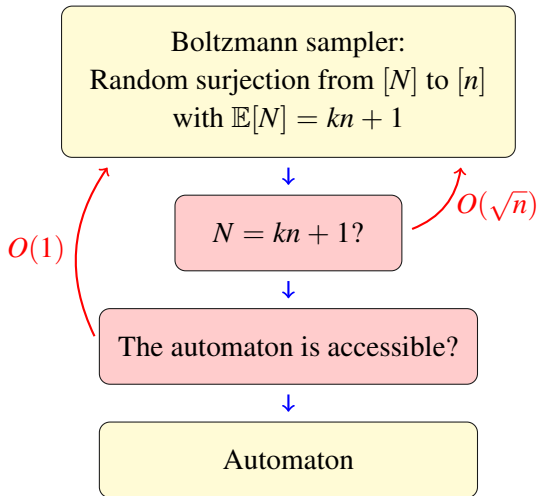 Boltzmann sampler:
Random surjection from [N] to [n]
with 𝔼[N] = kn + 1
O(√n)
N = kn + 1?
O(1)
The automaton is accessible?
Automaton